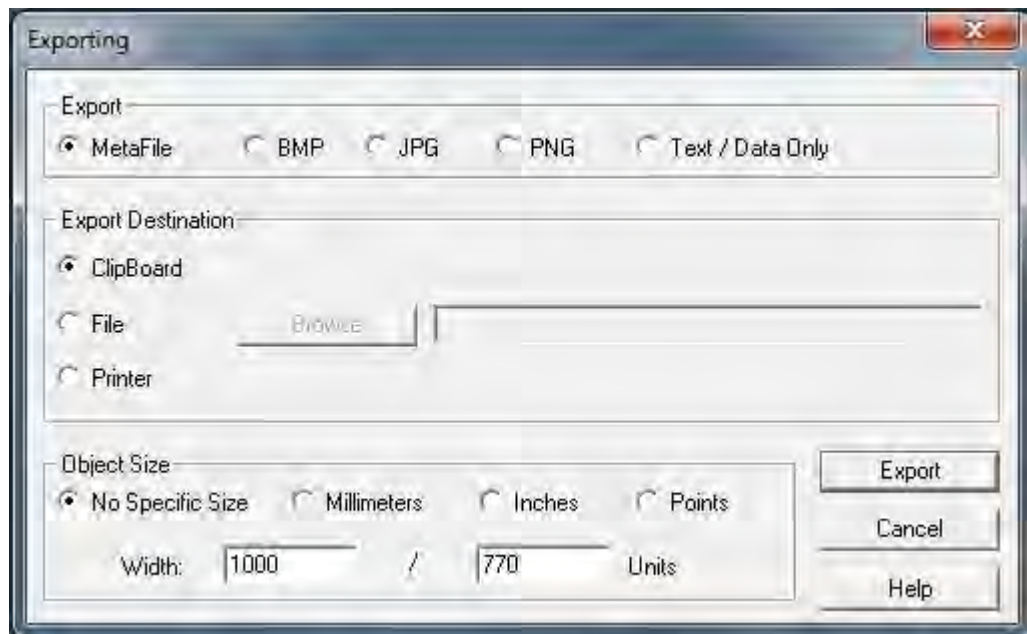 Exporting
Export
MetaFile BMP JPG PNG Text / Data Only
Export Destination
ClipBoard
File Browse
Printer
Object Size
No Specific Size Millimeters Inches Points
Width: 1000 / 770 Units
Export
Cancel
Help